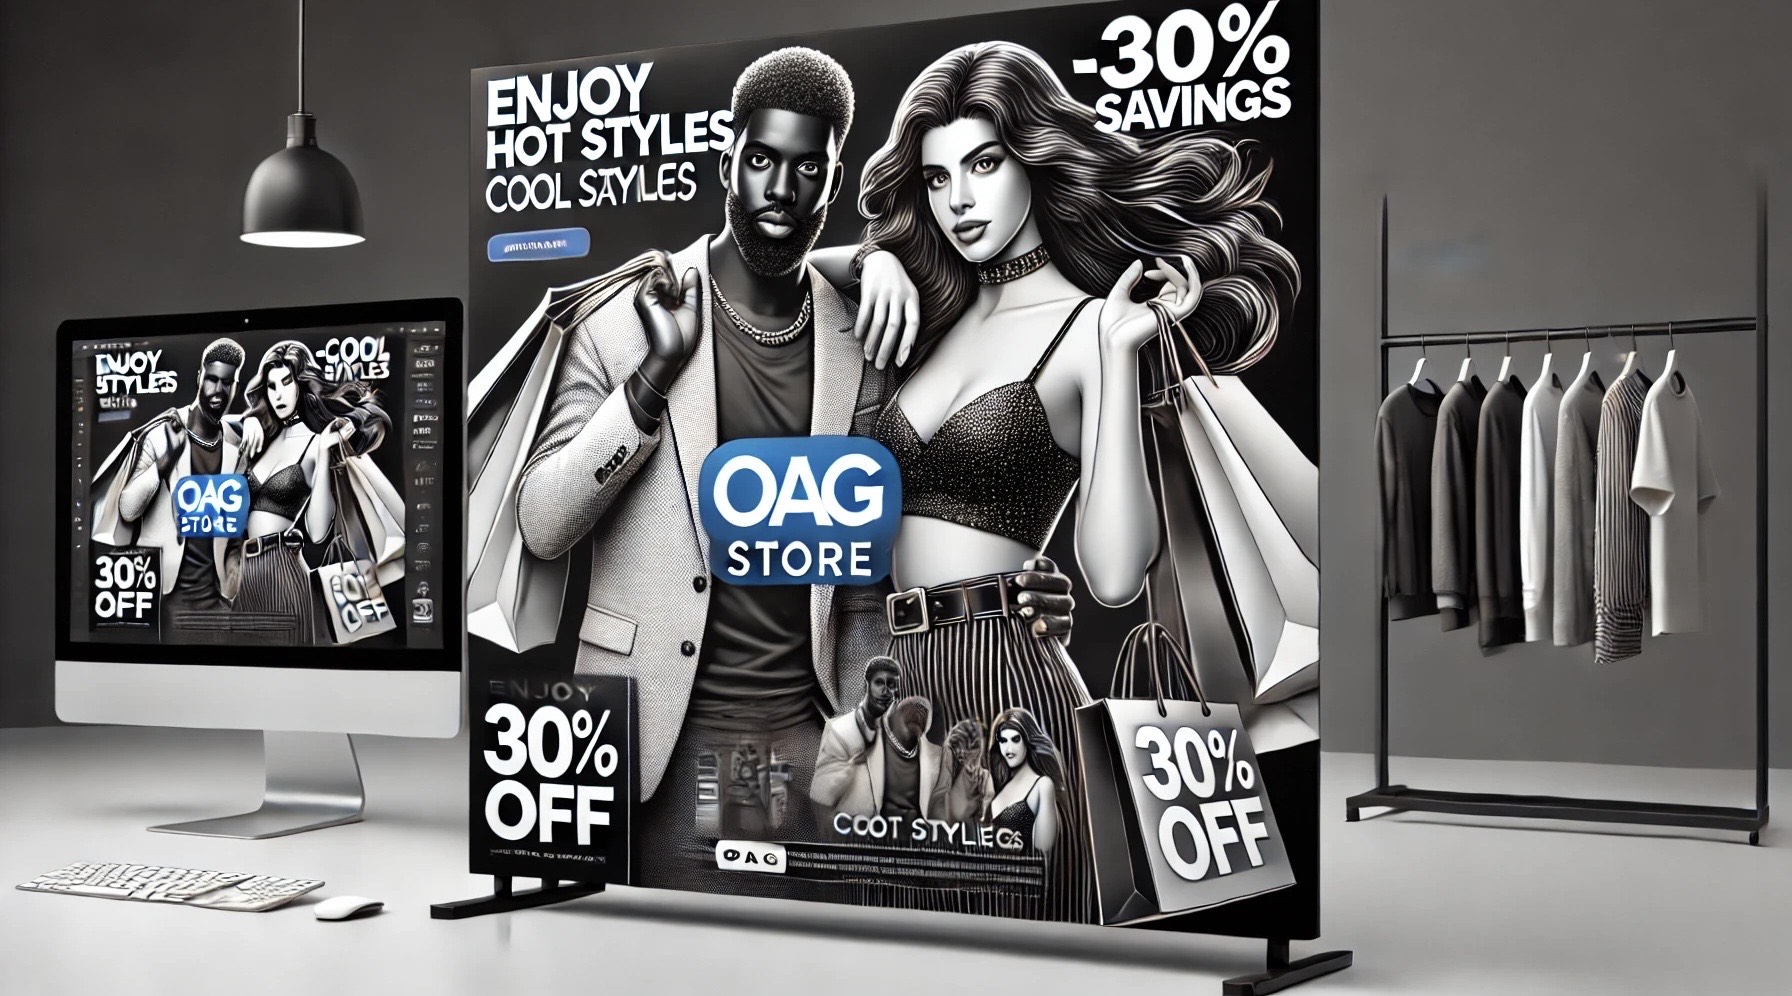 ENJOY
HOT STYLES
COOL SAYLES
-30%
SAVINGS
OAG
STORE
ENJOY
30%
OFF
30%
OFF
COOT STYLEGS
OAG
ENJOY
STYLES
-COOL
OAG
STORE
30%
OFF